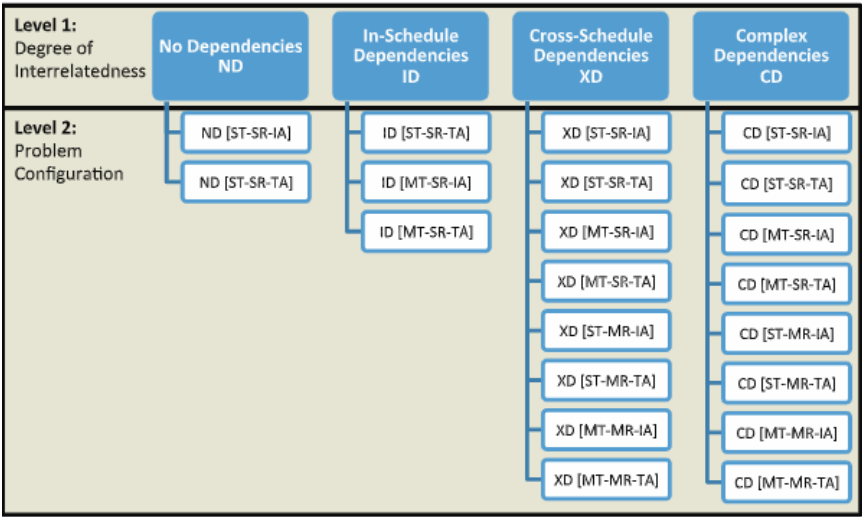 Level 1:
Degree of
Interrelatedness
No Dependencies
ND
In-Schedule
Dependencies
ID
Cross-Schedule
Dependencies
XD
Complex
Dependencies
CD
Level 2:
Problem
Configuration
ND [ST-SR-IA]
ND [ST-SR-TA]
ID [ST-SR-TA]
ID [MT-SR-IA]
ID [MT-SR-TA]
XD [ST-SR-IA]
XD [ST-SR-TA]
XD [MT-SR-IA]
XD [MT-SR-TA]
XD [ST-MR-IA]
XD [ST-MR-TA]
XD [MT-MR-IA]
XD [MT-MR-TA]
CD [ST-SR-IA]
CD [ST-SR-TA]
CD [MT-SR-IA]
CD [MT-SR-TA]
CD [ST-MR-IA]
CD [ST-MR-TA]
CD [MT-MR-IA]
CD [MT-MR-TA]